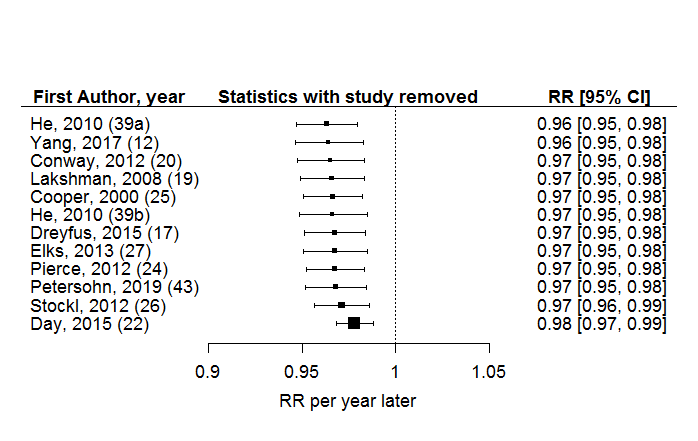 First Author, year Statistics with study removed RR [95% CI]
He, 2010 (39a) 0.96 [0.95, 0.98]
Yang, 2017 (12) 0.96 [0.95, 0.98]
Conway, 2012 (20) 0.97 [0.95, 0.98]
Lakshman, 2008 (19) 0.97 [0.95, 0.98]
Cooper, 2000 (25) 0.97 [0.95, 0.98]
He, 2010 (39b) 0.97 [0.95, 0.98]
Dreyfus, 2015 (17) 0.97 [0.95, 0.98]
Elks, 2013 (27) 0.97 [0.95, 0.98]
Pierce, 2012 (24) 0.97 [0.95, 0.98]
Petersohn, 2019 (43) 0.97 [0.95, 0.98]
Stockl, 2012 (26) 0.97 [0.96, 0.99]
Day, 2015 (22) 0.98 [0.97, 0.99]
0.9 0.95 1 1.05
RR per year later